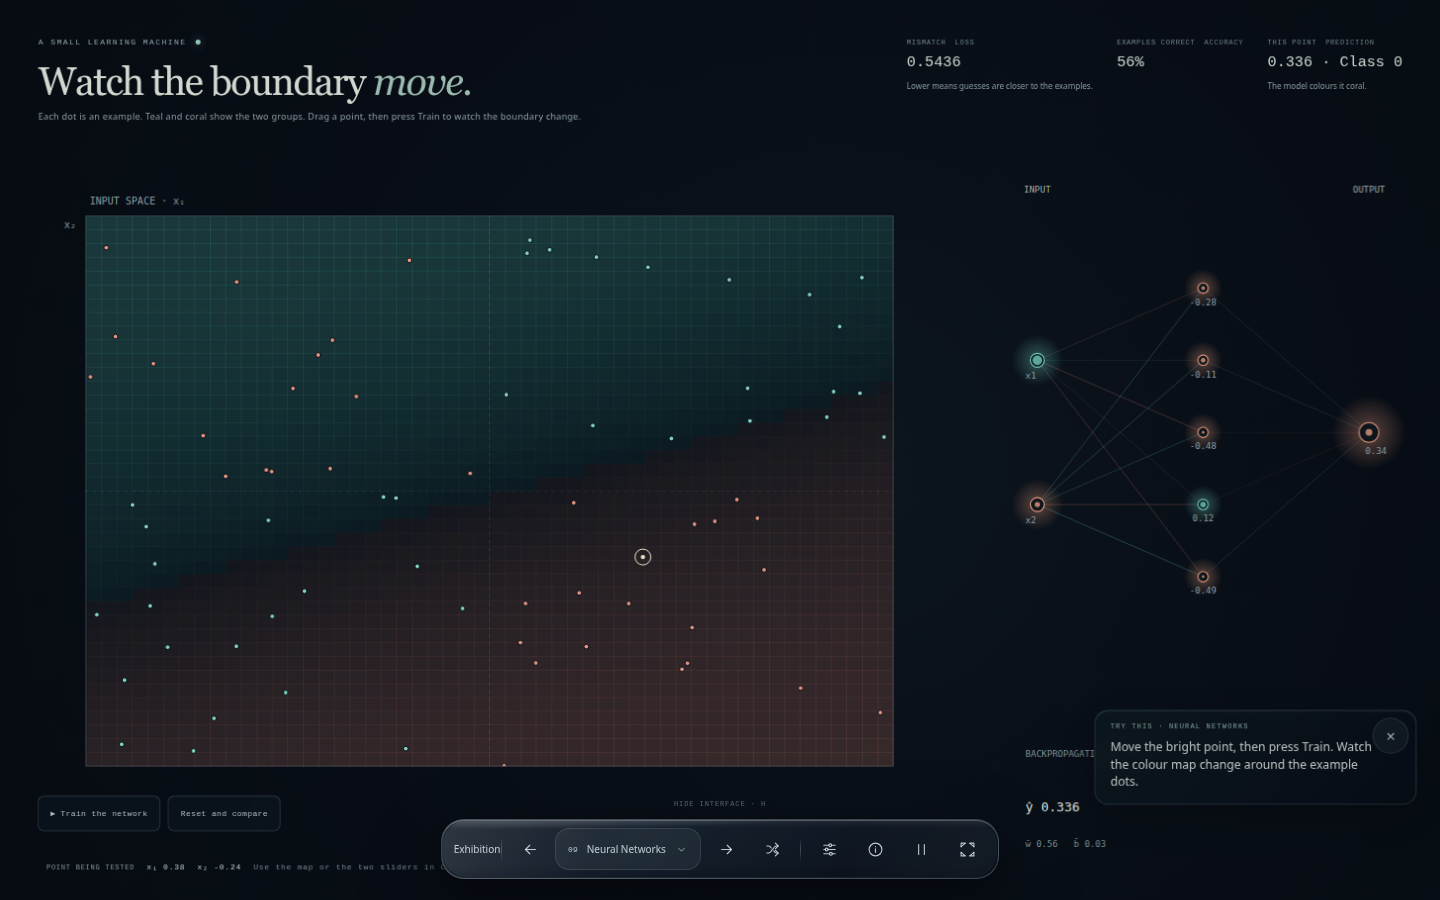 A SMALL LEARNING MACHINE
Watch the boundary move.
Each dot is an example. Teal and coral show the two groups. Drag a point, then press Train to watch the boundary change.
MISMATCH LOSS
0.5436
Lower means guesses are closer to the examples.
EXAMPLES CORRECT ACCURACY
56%
THIS POINT PREDICTION
0.336 · Class 0
The model colours it coral.
INPUT SPACE · x₁
x₂
INPUT
OUTPUT
-0.28
x1
-0.11
-0.48
0.34
x2
0.12
-0.49
BACKPROPAGATI
TRY THIS · NEURAL NETWORKS
Move the bright point, then press Train. Watch
the colour map change around the example
dots.
×
ŷ 0.336
w̄ 0.56 b̄ 0.03
▶ Train the network
Reset and compare
HIDE INTERFACE · H
POINT BEING TESTED x₁ 0.38 x₂ -0.24 Use the map or the two sliders in
Exhibition
09 Neural Networks